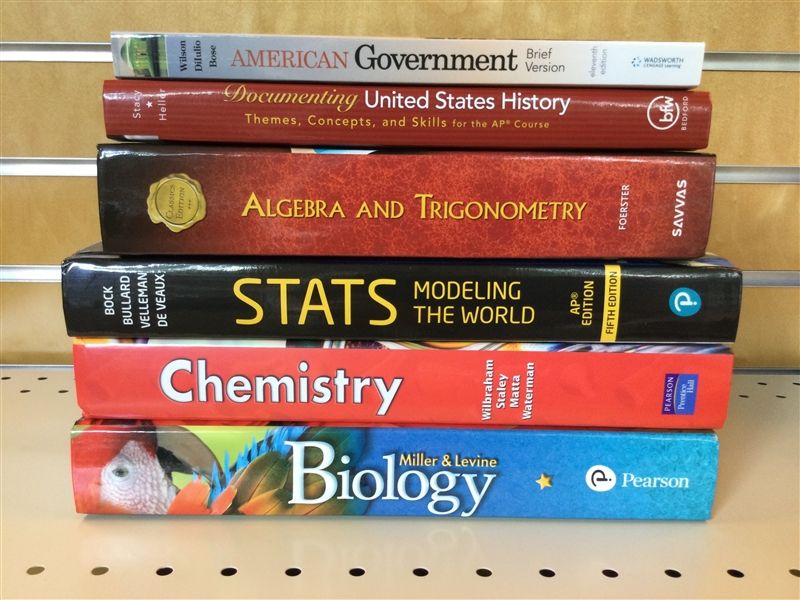 Wilson
DiIulio
Bose
AMERICAN Government
Brief
Version
eleventh
edition
WADSWORTH
CENGAGE Learning
Stacy
Heller
Documenting United States History
Themes, Concepts, and Skills for the AP® Course
bfw
BEDFORD
CLASSICS
EDITION
ALGEBRA AND TRIGONOMETRY
FOERSTER
SAVVAS
BOCK
BULLARD
VELLEMAN
DE VEAUX
STATS
MODELING
THE WORLD
AP®
EDITION
FIFTH EDITION
P
Chemistry
Wilbraham
Staley
Matta
Waterman
PEARSON
Prentice
Hall
Miller & Levine
Biology
P Pearson